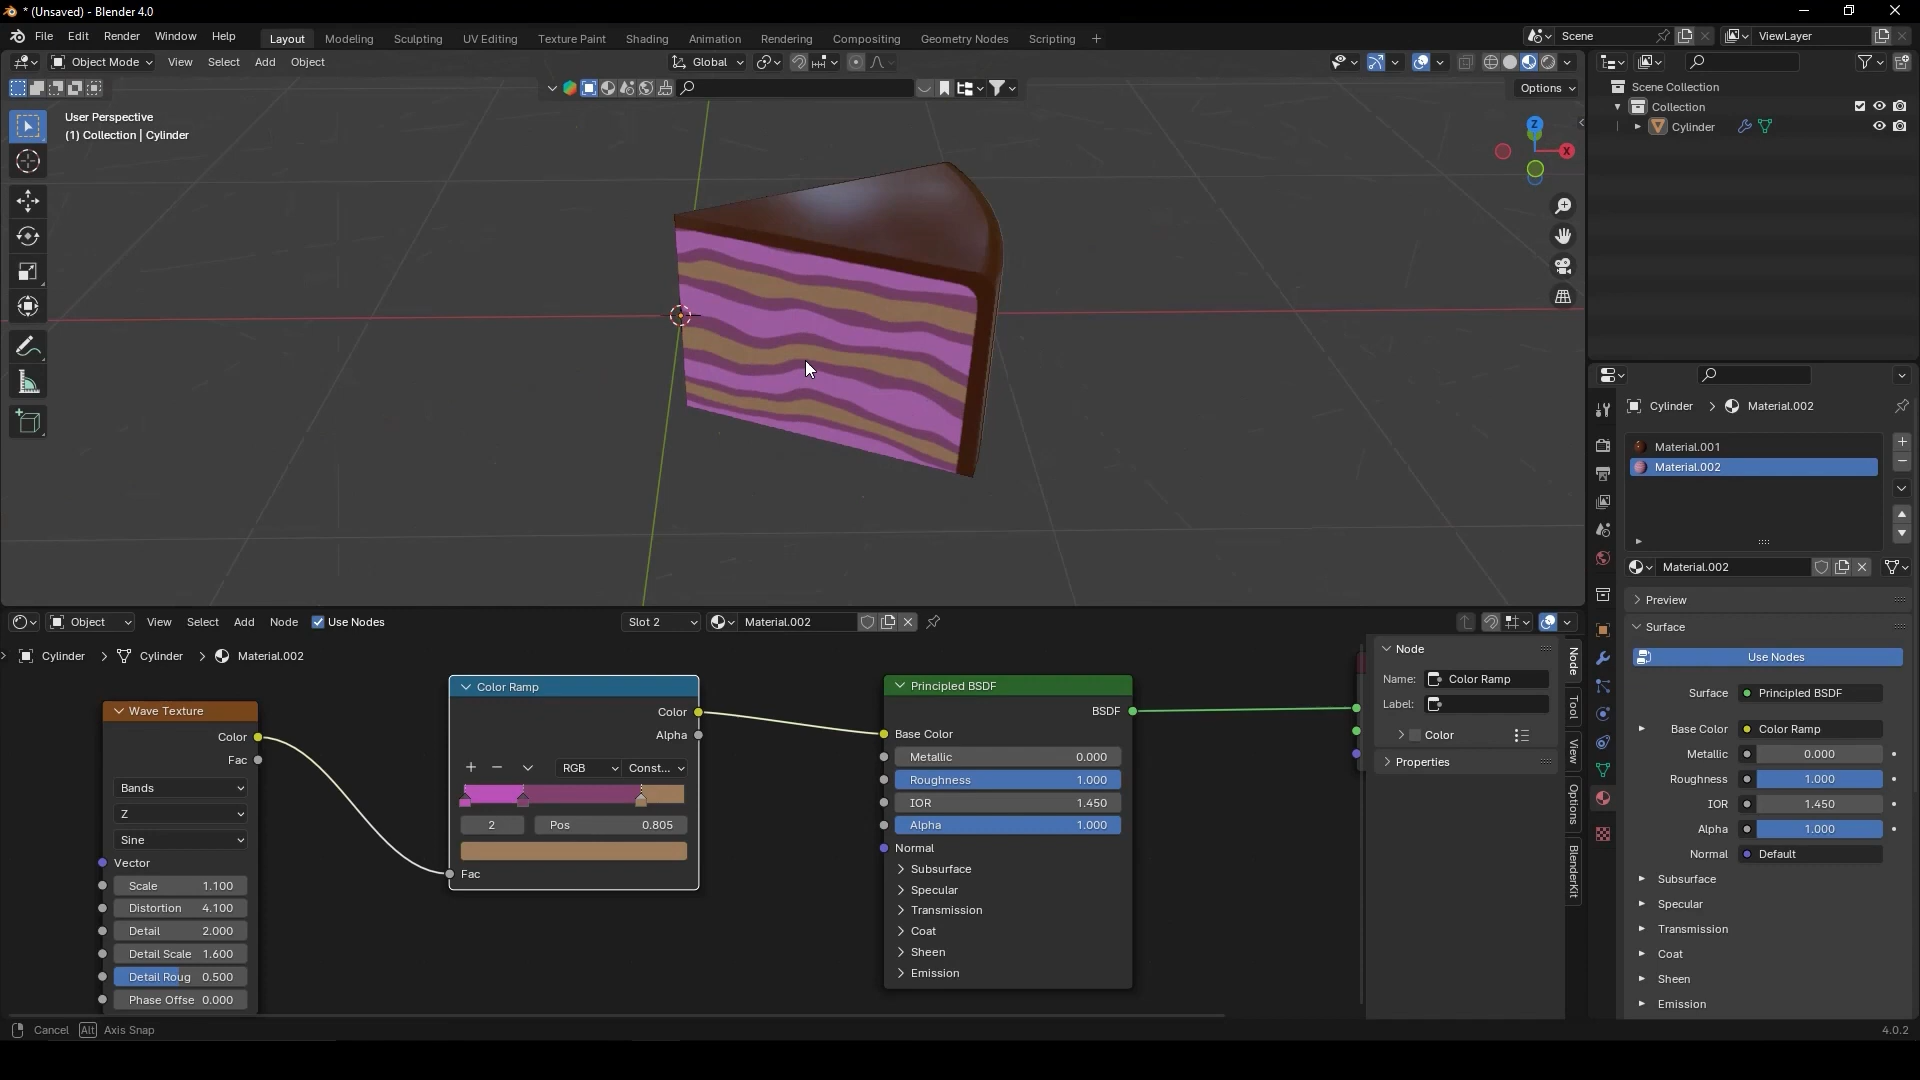 * (Unsaved) - Blender 4.0
File Edit Render Window Help Layout Modeling Sculpting UV Editing Texture Paint Shading Animation Rendering Compositing Geometry Nodes Scripting + Scene ViewLayer
Object Mode View Select Add Object Global
Options
User Perspective
(1) Collection | Cylinder
Z
X
Scene Collection
Collection
Cylinder
Cylinder > Material.002
Material.001
Material.002
Material.002
Preview
Surface
Use Nodes
Surface Principled BSDF
Base Color Color Ramp
Metallic 0.000
Roughness 1.000
IOR 1.450
Alpha 1.000
Normal Default
Subsurface
Specular
Transmission
Coat
Sheen
Emission
Object View Select Add Node Use Nodes Slot 2 Material.002
Cylinder > Cylinder > Material.002
Wave Texture
Color
Fac
Bands
Z
Sine
Vector
Scale 1.100
Distortion 4.100
Detail 2.000
Detail Scale 1.600
Detail Roug 0.500
Phase Offse 0.000
Color Ramp
Color
Alpha
RGB Const...
2 Pos 0.805
Fac
Principled BSDF
BSDF
Base Color
Metallic 0.000
Roughness 1.000
IOR 1.450
Alpha 1.000
Normal
Subsurface
Specular
Transmission
Coat
Sheen
Emission
Node
Name: Color Ramp
Label:
Color
Properties
Node
Tool
View
Options
BlenderKit
Cancel Alt Axis Snap
4.0.2